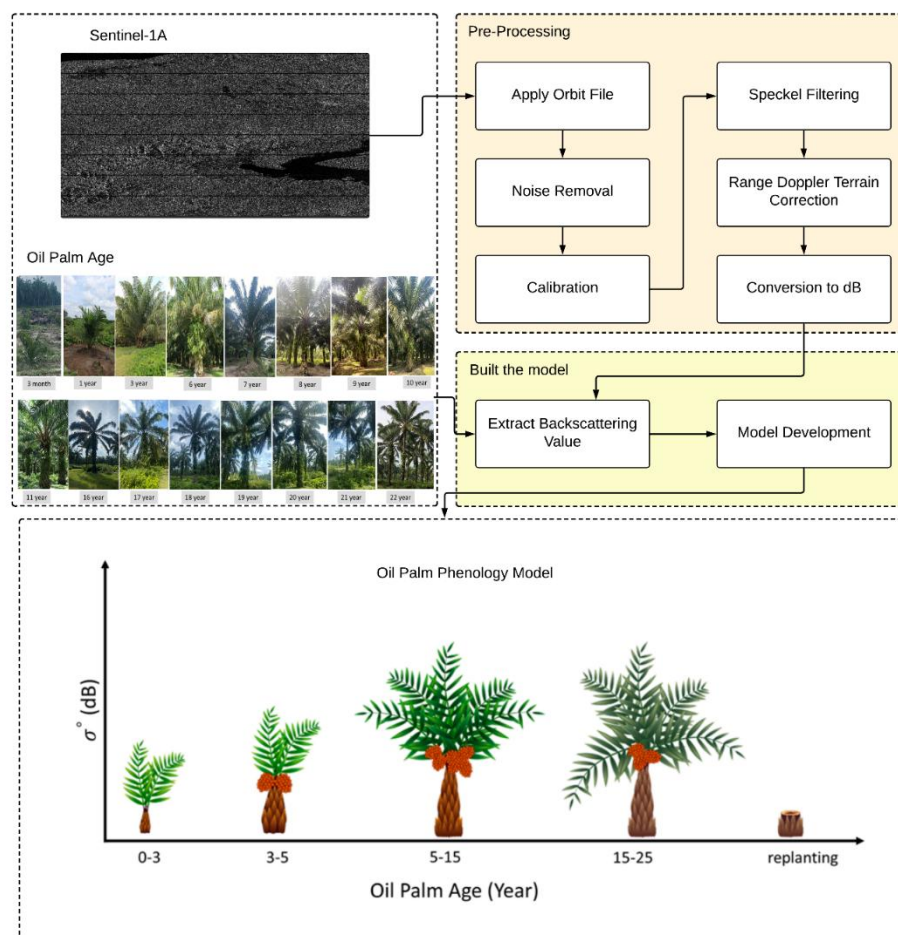 Sentinel-1A
Oil Palm Age
3 month
1 year
3 year
6 year
7 year
8 year
9 year
10 year
11 year
16 year
17 year
18 year
19 year
20 year
21 year
22 year
Pre-Processing
Apply Orbit File
Noise Removal
Calibration
Speckel Filtering
Range Doppler Terrain
Correction
Conversion to dB
Built the model
Extract Backscattering
Value
Model Development
Oil Palm Phenology Model
σ° (dB)
0-3
3-5
5-15
15-25
replanting
Oil Palm Age (Year)